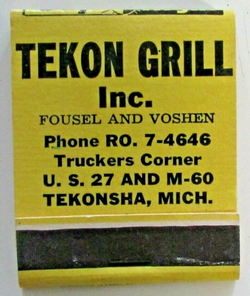 TEKON GRILL
Inc.
FOUSEL AND VOSHEN
Phone RO. 7-4646
Truckers Corner
U. S. 27 AND M-60
TEKONSHA, MICH.